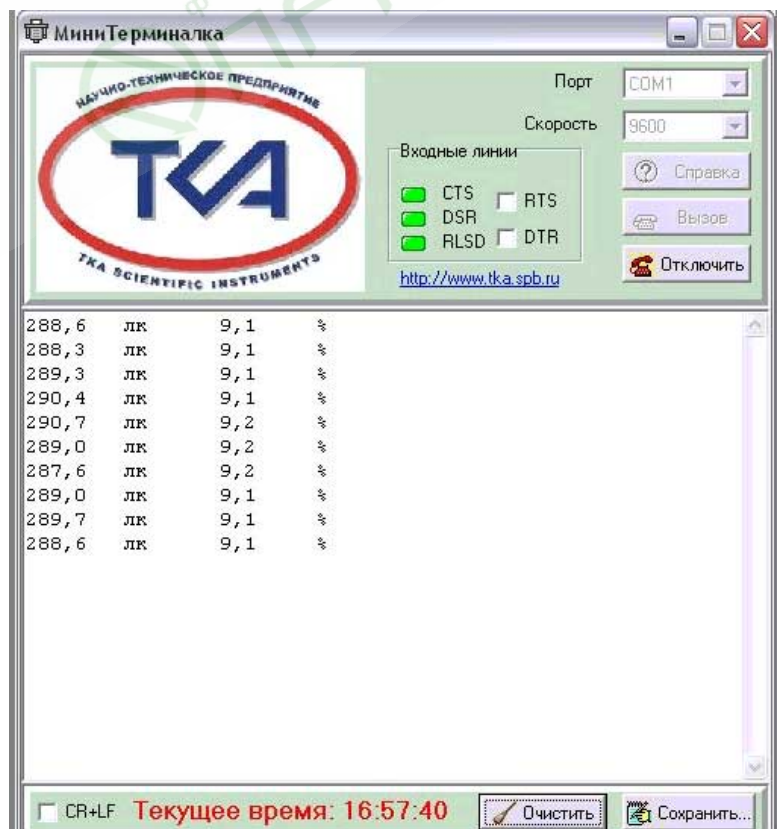 МиниТерминалка
НАУЧНО-ТЕХНИЧЕСКОЕ ПРЕДПРИЯТИЕ
ТКА
TKA SCIENTIFIC INSTRUMENTS
Порт COM1
Скорость 9600
Входные линии
CTS RTS
DSR
RLSD DTR
Справка
Вызов
Отключить
http://www.tka.spb.ru
288,6 лк 9,1 %
288,3 лк 9,1 %
289,3 лк 9,1 %
290,4 лк 9,1 %
290,7 лк 9,2 %
289,0 лк 9,2 %
287,6 лк 9,2 %
289,0 лк 9,1 %
289,7 лк 9,1 %
288,6 лк 9,1 %
CR+LF Текущее время: 16:57:40 Очистить Сохранить...